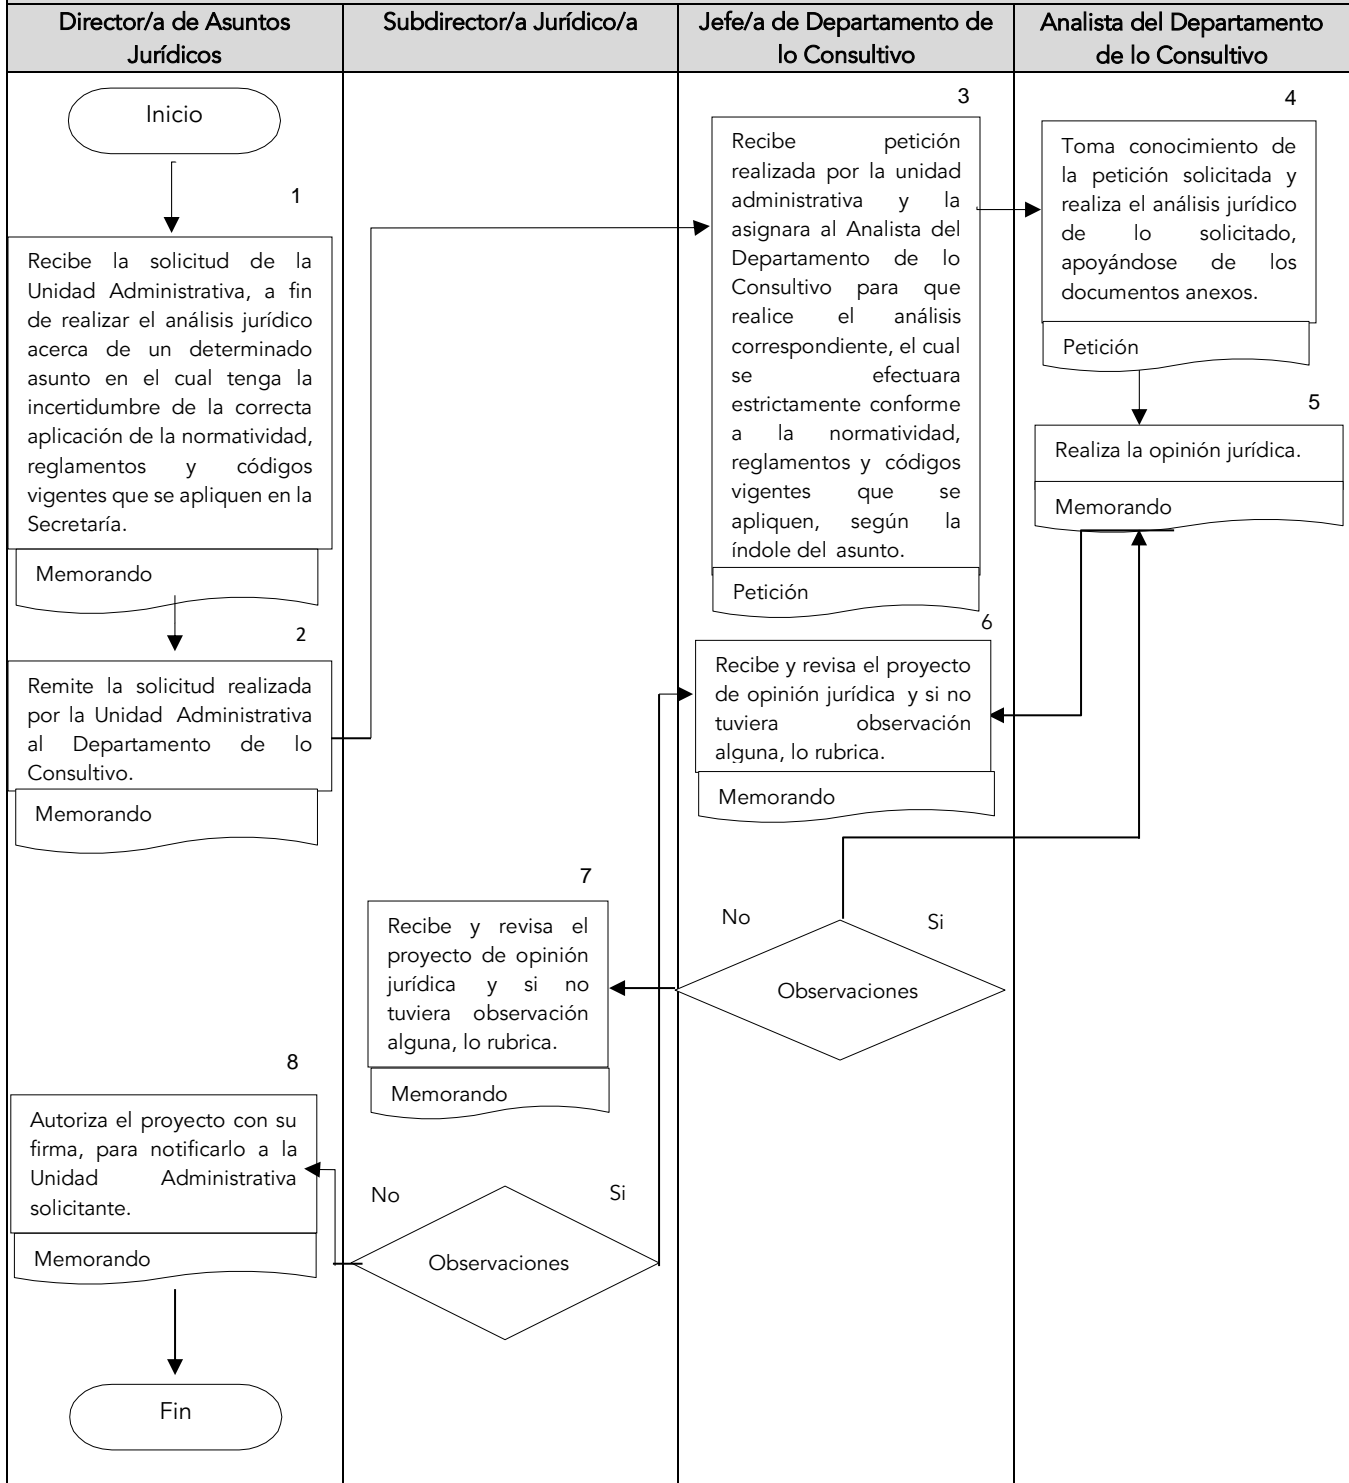 Director/a de Asuntos
Jurídicos
Subdirector/a Jurídico/a
Jefe/a de Departamento de
lo Consultivo
Analista del Departamento
de lo Consultivo
Inicio
1
Recibe la solicitud de la
Unidad Administrativa, a fin
de realizar el análisis jurídico
acerca de un determinado
asunto en el cual tenga la
incertidumbre de la correcta
aplicación de la normatividad,
reglamentos y códigos
vigentes que se apliquen en la
Secretaría.
Memorando
2
Remite la solicitud realizada
por la Unidad Administrativa
al Departamento de lo
Consultivo.
Memorando
3
Recibe petición
realizada por la unidad
administrativa y la
asignara al Analista del
Departamento de lo
Consultivo para que
realice el análisis
correspondiente, el cual
se efectuara
estrictamente conforme
a la normatividad,
reglamentos y códigos
vigentes que se
apliquen, según la
índole del asunto.
Petición
4
Toma conocimiento de
la petición solicitada y
realiza el análisis jurídico
de lo solicitado,
apoyándose de los
documentos anexos.
Petición
5
Realiza la opinión jurídica.
Memorando
6
Recibe y revisa el proyecto
de opinión jurídica y si no
tuviera observación
alguna, lo rubrica.
Memorando
No
Si
Observaciones
7
Recibe y revisa el
proyecto de opinión
jurídica y si no
tuviera observación
alguna, lo rubrica.
Memorando
No
Si
Observaciones
8
Autoriza el proyecto con su
firma, para notificarlo a la
Unidad Administrativa
solicitante.
Memorando
Fin